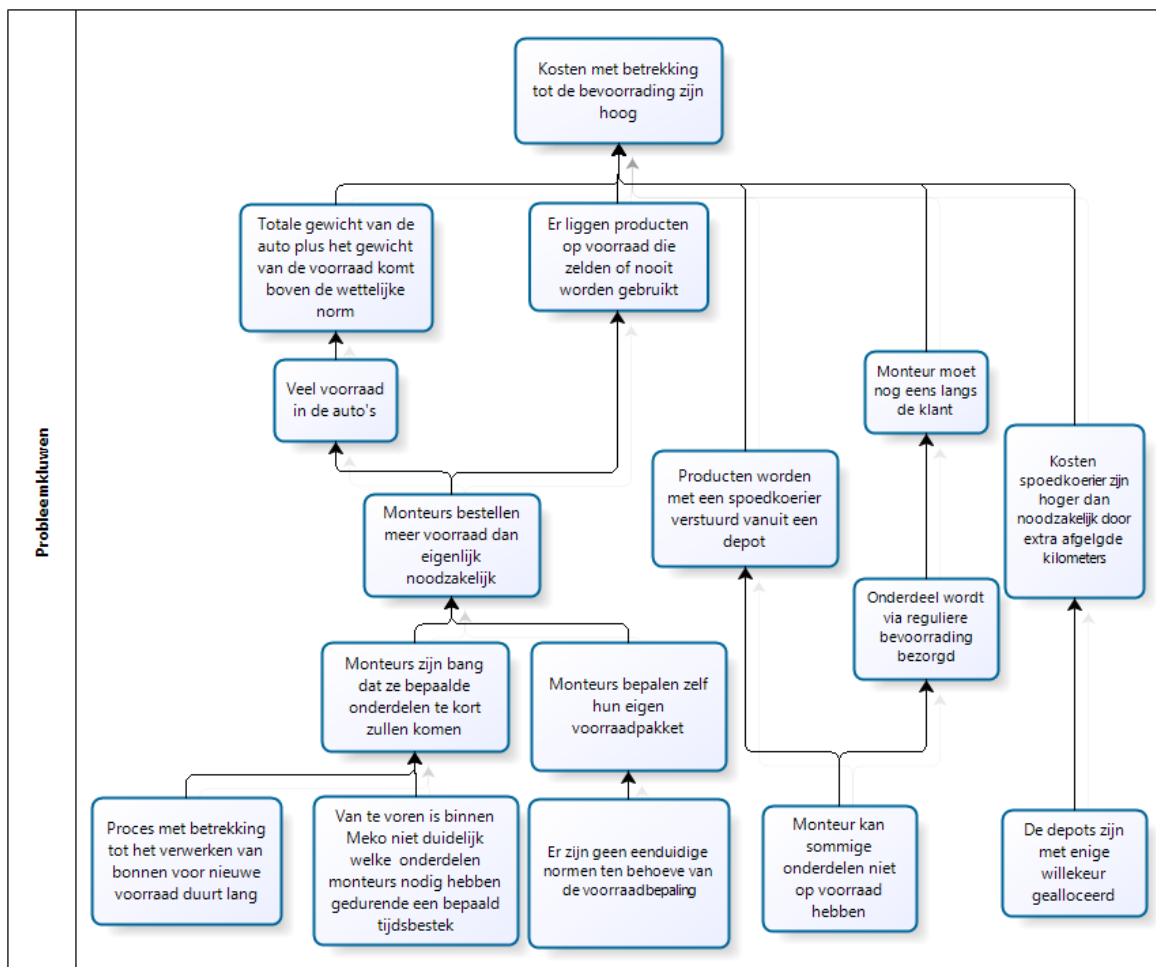 Probleemkluwen
Kosten met betrekking
tot de bevoorrading zijn
hoog
Totale gewicht van de
auto plus het gewicht
van de voorraad komt
boven de wettelijke
norm
Er liggen producten
op voorraad die
zelden of nooit
worden gebruikt
Veel voorraad
in de auto's
Monteur moet
nog eens langs
de klant
Producten worden
met een spoedkoerier
verstuurd vanuit een
depot
Kosten
spoedkoerier zijn
hoger dan
noodzakelijk door
extra afgelgde
kilometers
Monteurs bestellen
meer voorraad dan
eigenlijk
noodzakelijk
Onderdeel wordt
via reguliere
bevoorrading
bezorgd
Monteurs zijn bang
dat ze bepaalde
onderdelen te kort
zullen komen
Monteurs bepalen zelf
hun eigen
voorraadpakket
Proces met betrekking
tot het verwerken van
bonnen voor nieuwe
voorraad duurt lang
Van te voren is binnen
Meko niet duidelijk
welke onderdelen
monteurs nodig hebben
gedurende een bepaald
tijdsbestek
Er zijn geen eenduidige
normen ten behoeve van
de voorraadbepaling
Monteur kan
sommige
onderdelen niet
op voorraad
hebben
De depots zijn
met enige
willekeur
gealloceerd